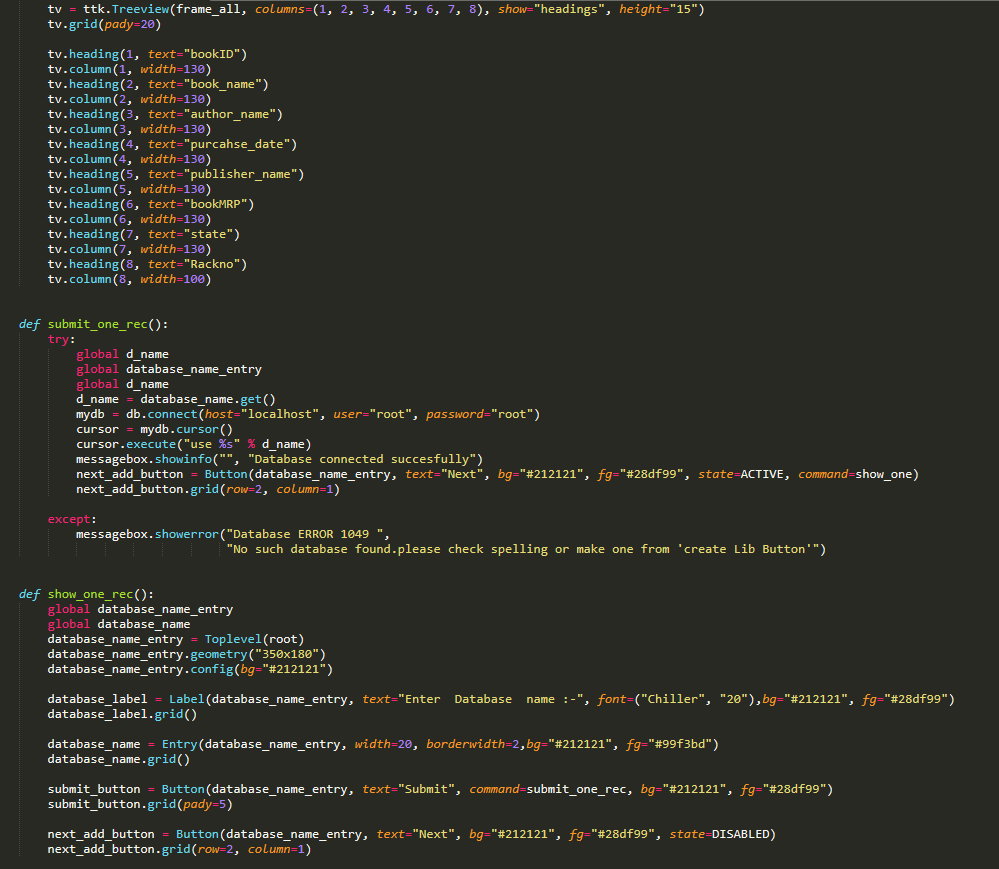 tv = ttk.Treeview(frame_all, columns=(1, 2, 3, 4, 5, 6, 7, 8), show="headings", height="15")
tv.grid(pady=20)
tv.heading(1, text="bookID")
tv.column(1, width=130)
tv.heading(2, text="book_name")
tv.column(2, width=130)
tv.heading(3, text="author_name")
tv.column(3, width=130)
tv.heading(4, text="purcahse_date")
tv.column(4, width=130)
tv.heading(5, text="publisher_name")
tv.column(5, width=130)
tv.heading(6, text="bookMRP")
tv.column(6, width=130)
tv.heading(7, text="state")
tv.column(7, width=130)
tv.heading(8, text="Rackno")
tv.column(8, width=100)
def submit_one_rec():
try:
global d_name
global database_name_entry
global d_name
d_name = database_name.get()
mydb = db.connect(host="localhost", user="root", password="root")
cursor = mydb.cursor()
cursor.execute("use %s" % d_name)
messagebox.showinfo("", "Database connected succesfully")
next_add_button = Button(database_name_entry, text="Next", bg="#212121", fg="#28df99", state=ACTIVE, command=show_one)
next_add_button.grid(row=2, column=1)
except:
messagebox.showerror("Database ERROR 1049 ",
"No such database found.please check spelling or make one from 'create Lib Button'")
def show_one_rec():
global database_name_entry
global database_name
database_name_entry = Toplevel(root)
database_name_entry.geometry("350x180")
database_name_entry.config(bg="#212121")
database_label = Label(database_name_entry, text="Enter  Database  name :-", font=("Chiller", "20"),bg="#212121", fg="#28df99")
database_label.grid()
database_name = Entry(database_name_entry, width=20, borderwidth=2,bg="#212121", fg="#99f3bd")
database_name.grid()
submit_button = Button(database_name_entry, text="Submit", command=submit_one_rec, bg="#212121", fg="#28df99")
submit_button.grid(pady=5)
next_add_button = Button(database_name_entry, text="Next", bg="#212121", fg="#28df99", state=DISABLED)
next_add_button.grid(row=2, column=1)